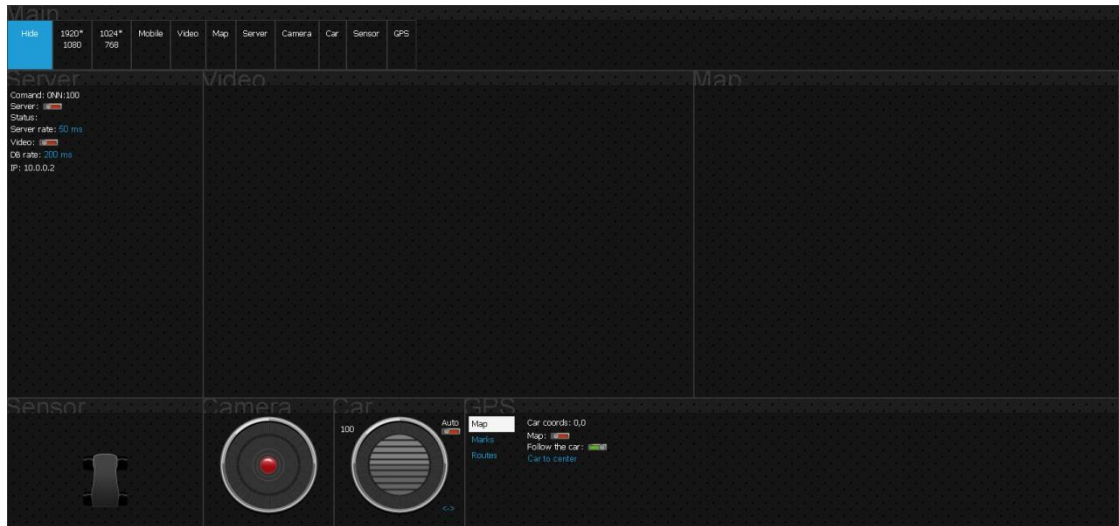 Main
Hide
1920*
1080
1024*
768
Mobile
Video
Map
Server
Camera
Car
Sensor
GPS
Server
Comand: 0NN:100
Server:
Status:
Server rate: 50 ms
Video:
DB rate: 200 ms
IP: 10.0.0.2
Video
Map
Sensor
Camera
Car
100
Auto
<->
GPS
Map
Marks
Routes
Car coords: 0,0
Map:
Follow the car:
Car to center